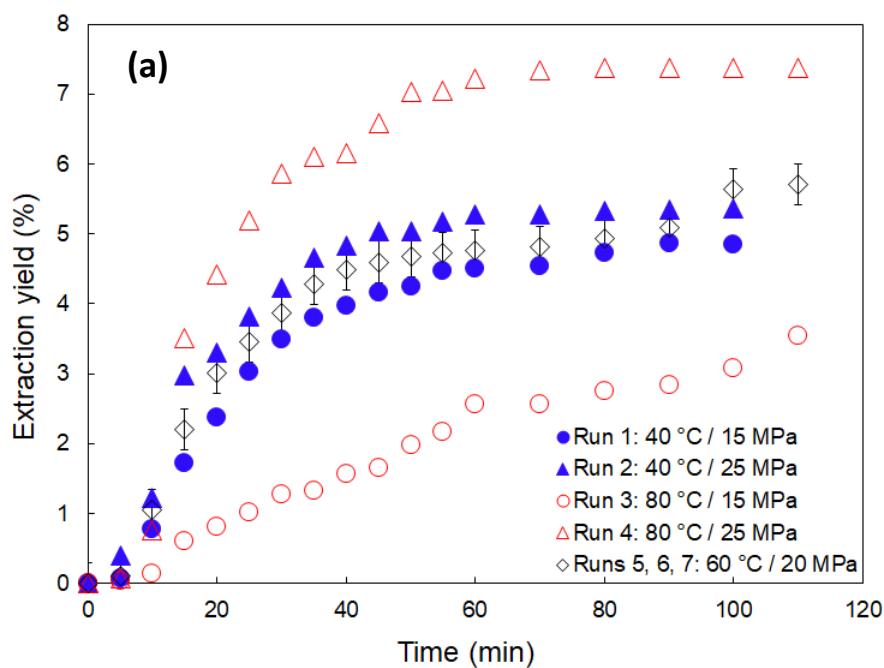 (a)
8
7
6
5
4
3
2
1
0
Extraction yield (%)
Run 1: 40 °C / 15 MPa
Run 2: 40 °C / 25 MPa
Run 3: 80 °C / 15 MPa
Run 4: 80 °C / 25 MPa
Runs 5, 6, 7: 60 °C / 20 MPa
0 20 40 60 80 100 120
Time (min)